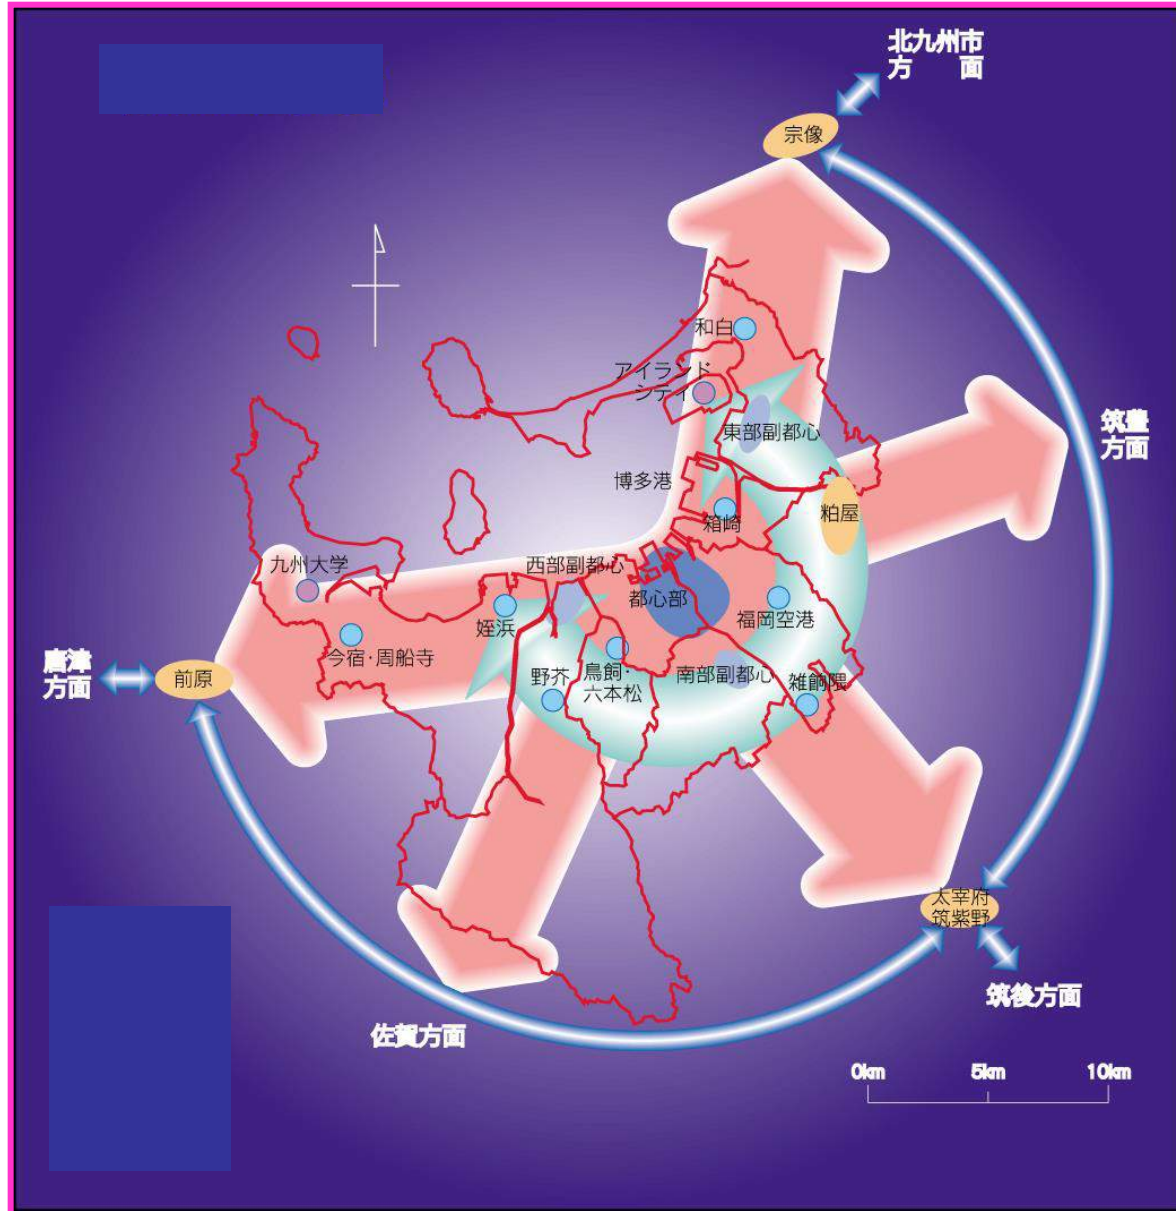 北九州市
方　面
宗像
和白
アイランド
シティ
東部副都心
筑豊
方面
博多港
粕屋
箱崎
九州大学
西部副都心
都心部
福岡空港
姪浜
今宿・周船寺
唐津
方面
前原
野芥
鳥飼・
六本松
南部副都心
雑餉隈
太宰府
筑紫野
筑後方面
佐賀方面
0km
5km
10km